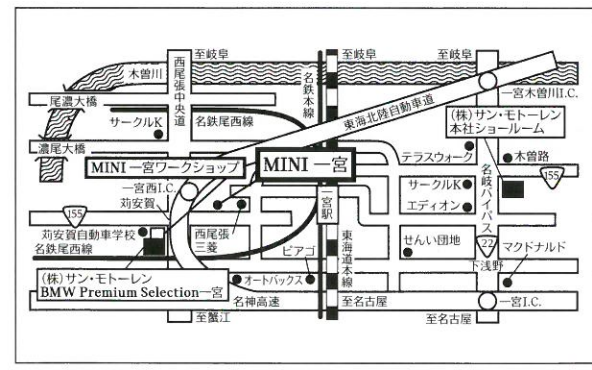 至岐阜
至岐阜
至岐阜
木曽川
西尾張中央道
名鉄本線
東海北陸自動車道
一宮木曽川I.C.
尾濃大橋
サークルK
名鉄尾西線
(株)サン・モトーレン
本社ショールーム
濃尾大橋
MINI 一宮ワークショップ
MINI 一宮
テラスウォーク
木曽路
一宮西I.C.
サークルK
名岐バイパス
155
苅安賀
一宮駅
エディオン
155
苅安賀自動車学校
西尾張
三菱
せんい団地
22
マクドナルド
名鉄尾西線
ピアゴ
東海道本線
下浅野
(株)サン・モトーレン
BMW Premium Selection 一宮
オートバックス
名神高速
至名古屋
一宮I.C.
至蟹江
至名古屋